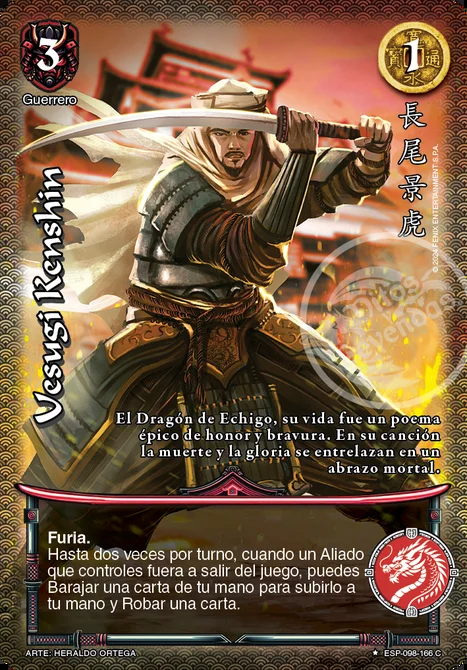 3
Guerrero
1
長尾景虎
© 2024 FENIX ENTERTAINMENT S.P.A.
Uesugi Kenshin
El Dragón de Echigo, su vida fue un poema
épico de honor y bravura. En su canción
la muerte y la gloria se entrelazan en un
abrazo mortal.
Furia.
Hasta dos veces por turno, cuando un Aliado
que controles fuera a salir del juego, puedes
Barajar una carta de tu mano para subirlo a
tu mano y Robar una carta.
ARTE: HERALDO ORTEGA
★ ESP-098-166 C